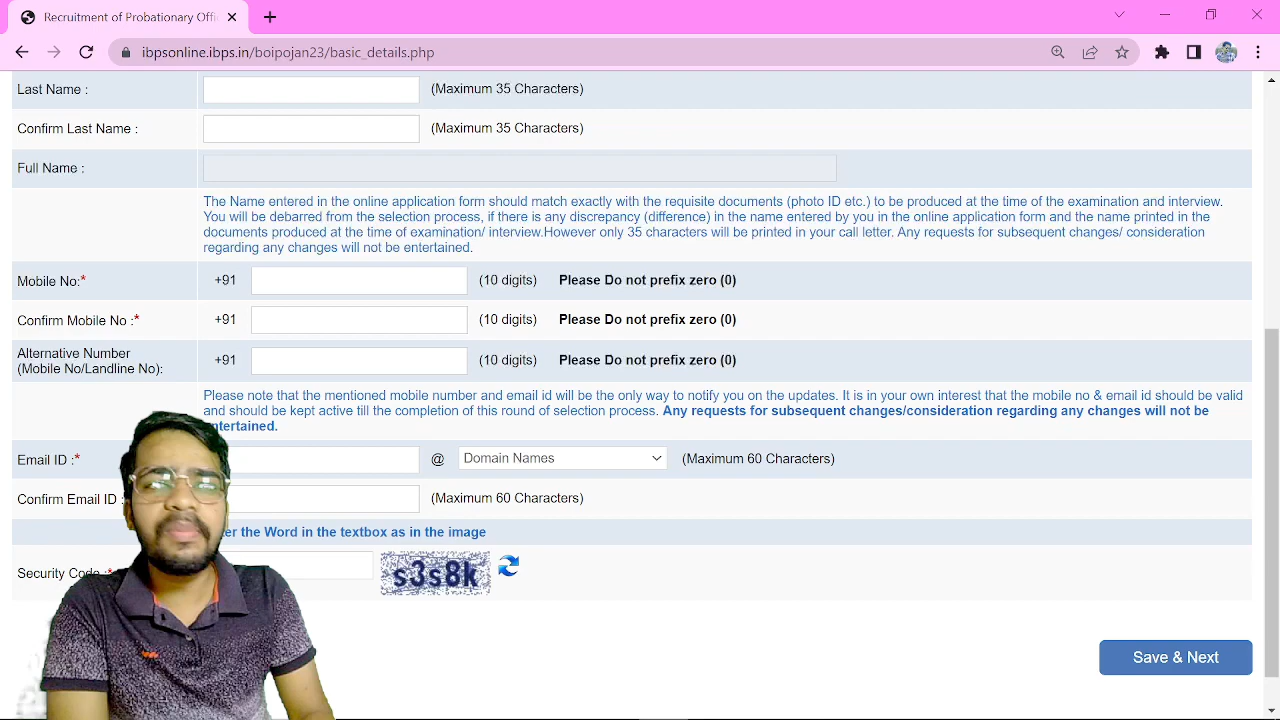 Recruitment of Probationary Offic
ibpsonline.ibps.in/boipojan23/basic_details.php
Last Name :
(Maximum 35 Characters)
Confirm Last Name :
(Maximum 35 Characters)
Full Name :
The Name entered in the online application form should match exactly with the requisite documents (photo ID etc.) to be produced at the time of the examination and interview.
You will be debarred from the selection process, if there is any discrepancy (difference) in the name entered by you in the online application form and the name printed in the
documents produced at the time of examination/ interview.However only 35 characters will be printed in your call letter. Any requests for subsequent changes/ consideration
regarding any changes will not be entertained.
Mobile No:* +91 (10 digits) Please Do not prefix zero (0)
Confirm Mobile No :* +91 (10 digits) Please Do not prefix zero (0)
Alternative Number
(Mobile No/Landline No): +91 (10 digits) Please Do not prefix zero (0)
Please note that the mentioned mobile number and email id will be the only way to notify you on the updates. It is in your own interest that the mobile no & email id should be valid
and should be kept active till the completion of this round of selection process. Any requests for subsequent changes/consideration regarding any changes will not be
ntertained.
Email ID :* @ Domain Names (Maximum 60 Characters)
Confirm Email ID : (Maximum 60 Characters)
er the Word in the textbox as in the image
Security Code :* s3s8k
Save & Next